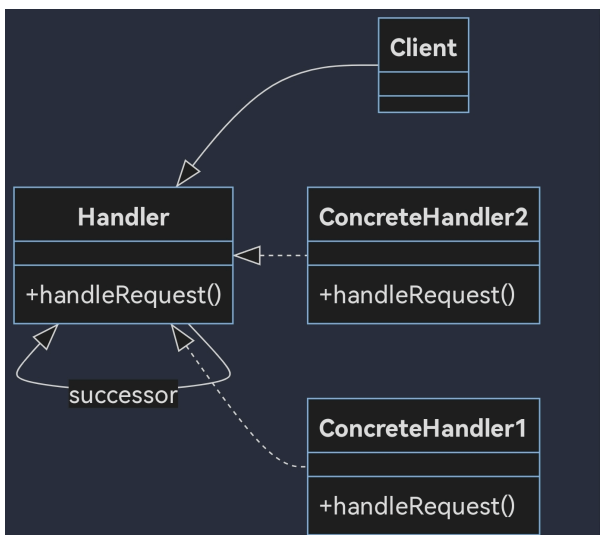 Client
Handler
+handleRequest()
ConcreteHandler2
+handleRequest()
successor
ConcreteHandler1
+handleRequest()